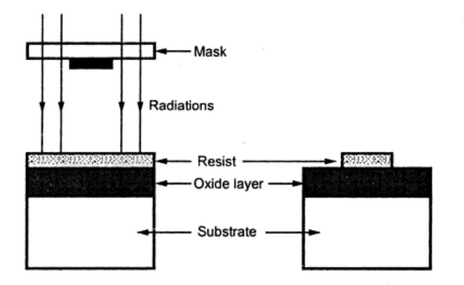 Mask
Radiations
Resist
Oxide layer
Substrate